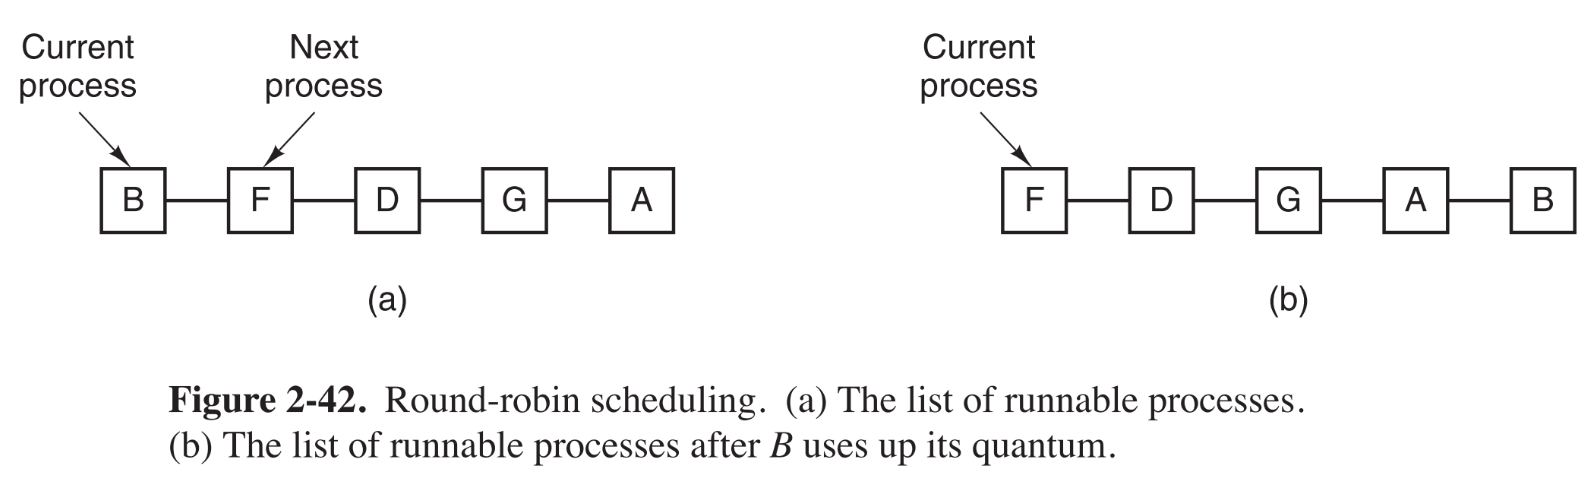 Current
process
Next
process
B
F
D
G
A
(a)
Current
process
F
D
G
A
B
(b)
Figure 2-42. Round-robin scheduling. (a) The list of runnable processes.
(b) The list of runnable processes after B uses up its quantum.